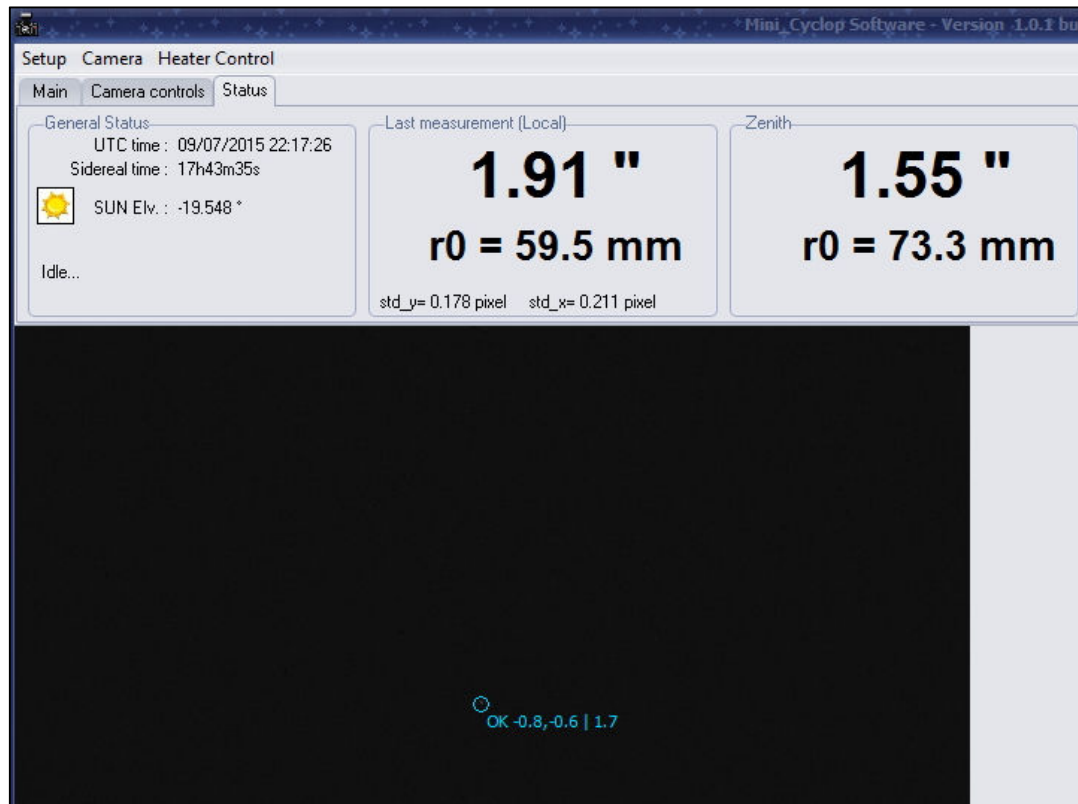 Mini_Cyclop Software - Version 1.0.1 bu
Setup Camera Heater Control
Main Camera controls Status
General Status
UTC time : 09/07/2015 22:17:26
Sidereal time : 17h43m35s
SUN Elv. : -19.548 °
Idle...
Last measurement (Local)
1.91 "
r0 = 59.5 mm
std_y= 0.178 pixel std_x= 0.211 pixel
Zenith
1.55 "
r0 = 73.3 mm
OK -0.8,-0.6 | 1.7